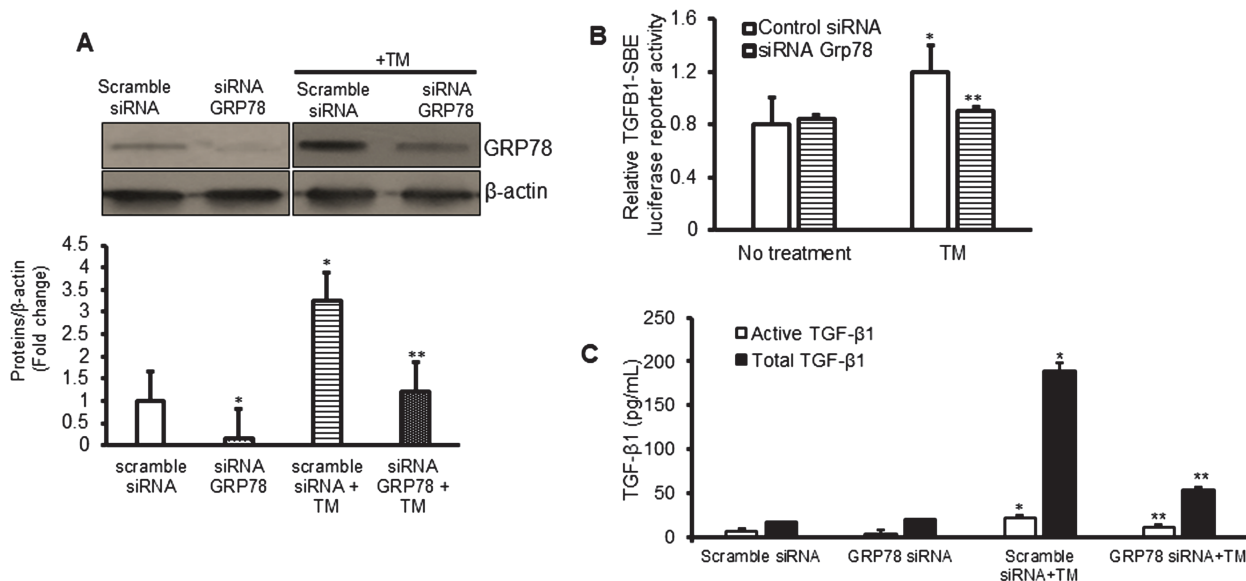 A
+TM
Scramble
siRNA
siRNA
GRP78
Scramble
siRNA
siRNA
GRP78
GRP78
β-actin
Proteins/β-actin
(Fold change)
4.5
4
3.5
3
2.5
2
1.5
1
0.5
0
*
*
**
scramble
siRNA
siRNA
GRP78
scramble
siRNA +
TM
siRNA
GRP78 +
TM
B
Relative TGFB1-SBE
luciferase reporter activity
1.6
1.2
0.8
0.4
0
Control siRNA
siRNA Grp78
*
**
No treatment
TM
C
TGF-β1 (pg/mL)
250
200
150
100
50
0
Active TGF-β1
Total TGF-β1
*
*
**
**
Scramble siRNA
GRP78 siRNA
Scramble
siRNA+TM
GRP78 siRNA+TM